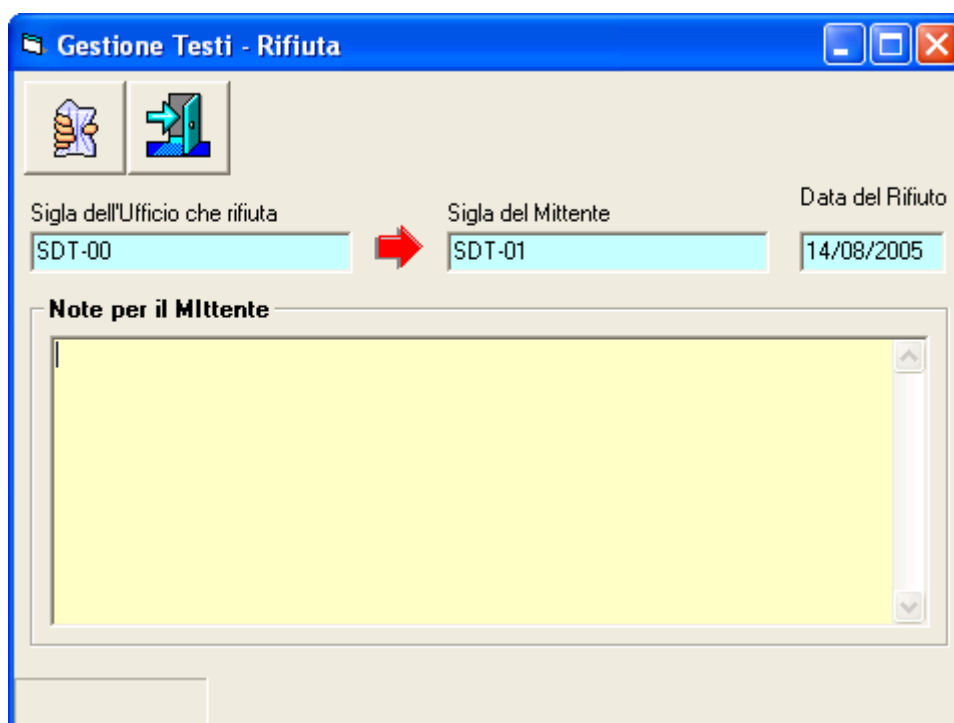 Gestione Testi - Rifiuta
Sigla dell'Ufficio che rifiuta
Sigla del Mittente
Data del Rifiuto
SDT-00
SDT-01
14/08/2005
Note per il MIttente